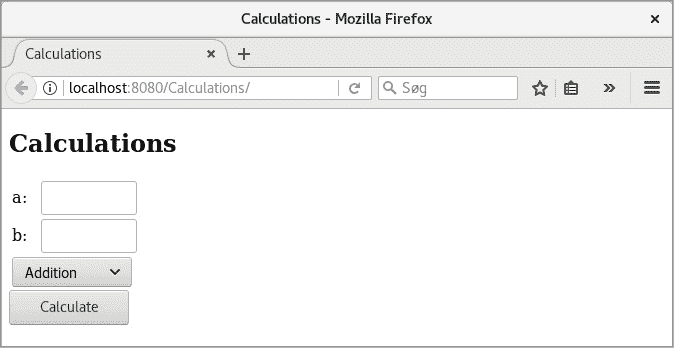 Calculations - Mozilla Firefox
Calculations
localhost:8080/Calculations/ Søg
Calculations
a:
b:
Addition
Calculate